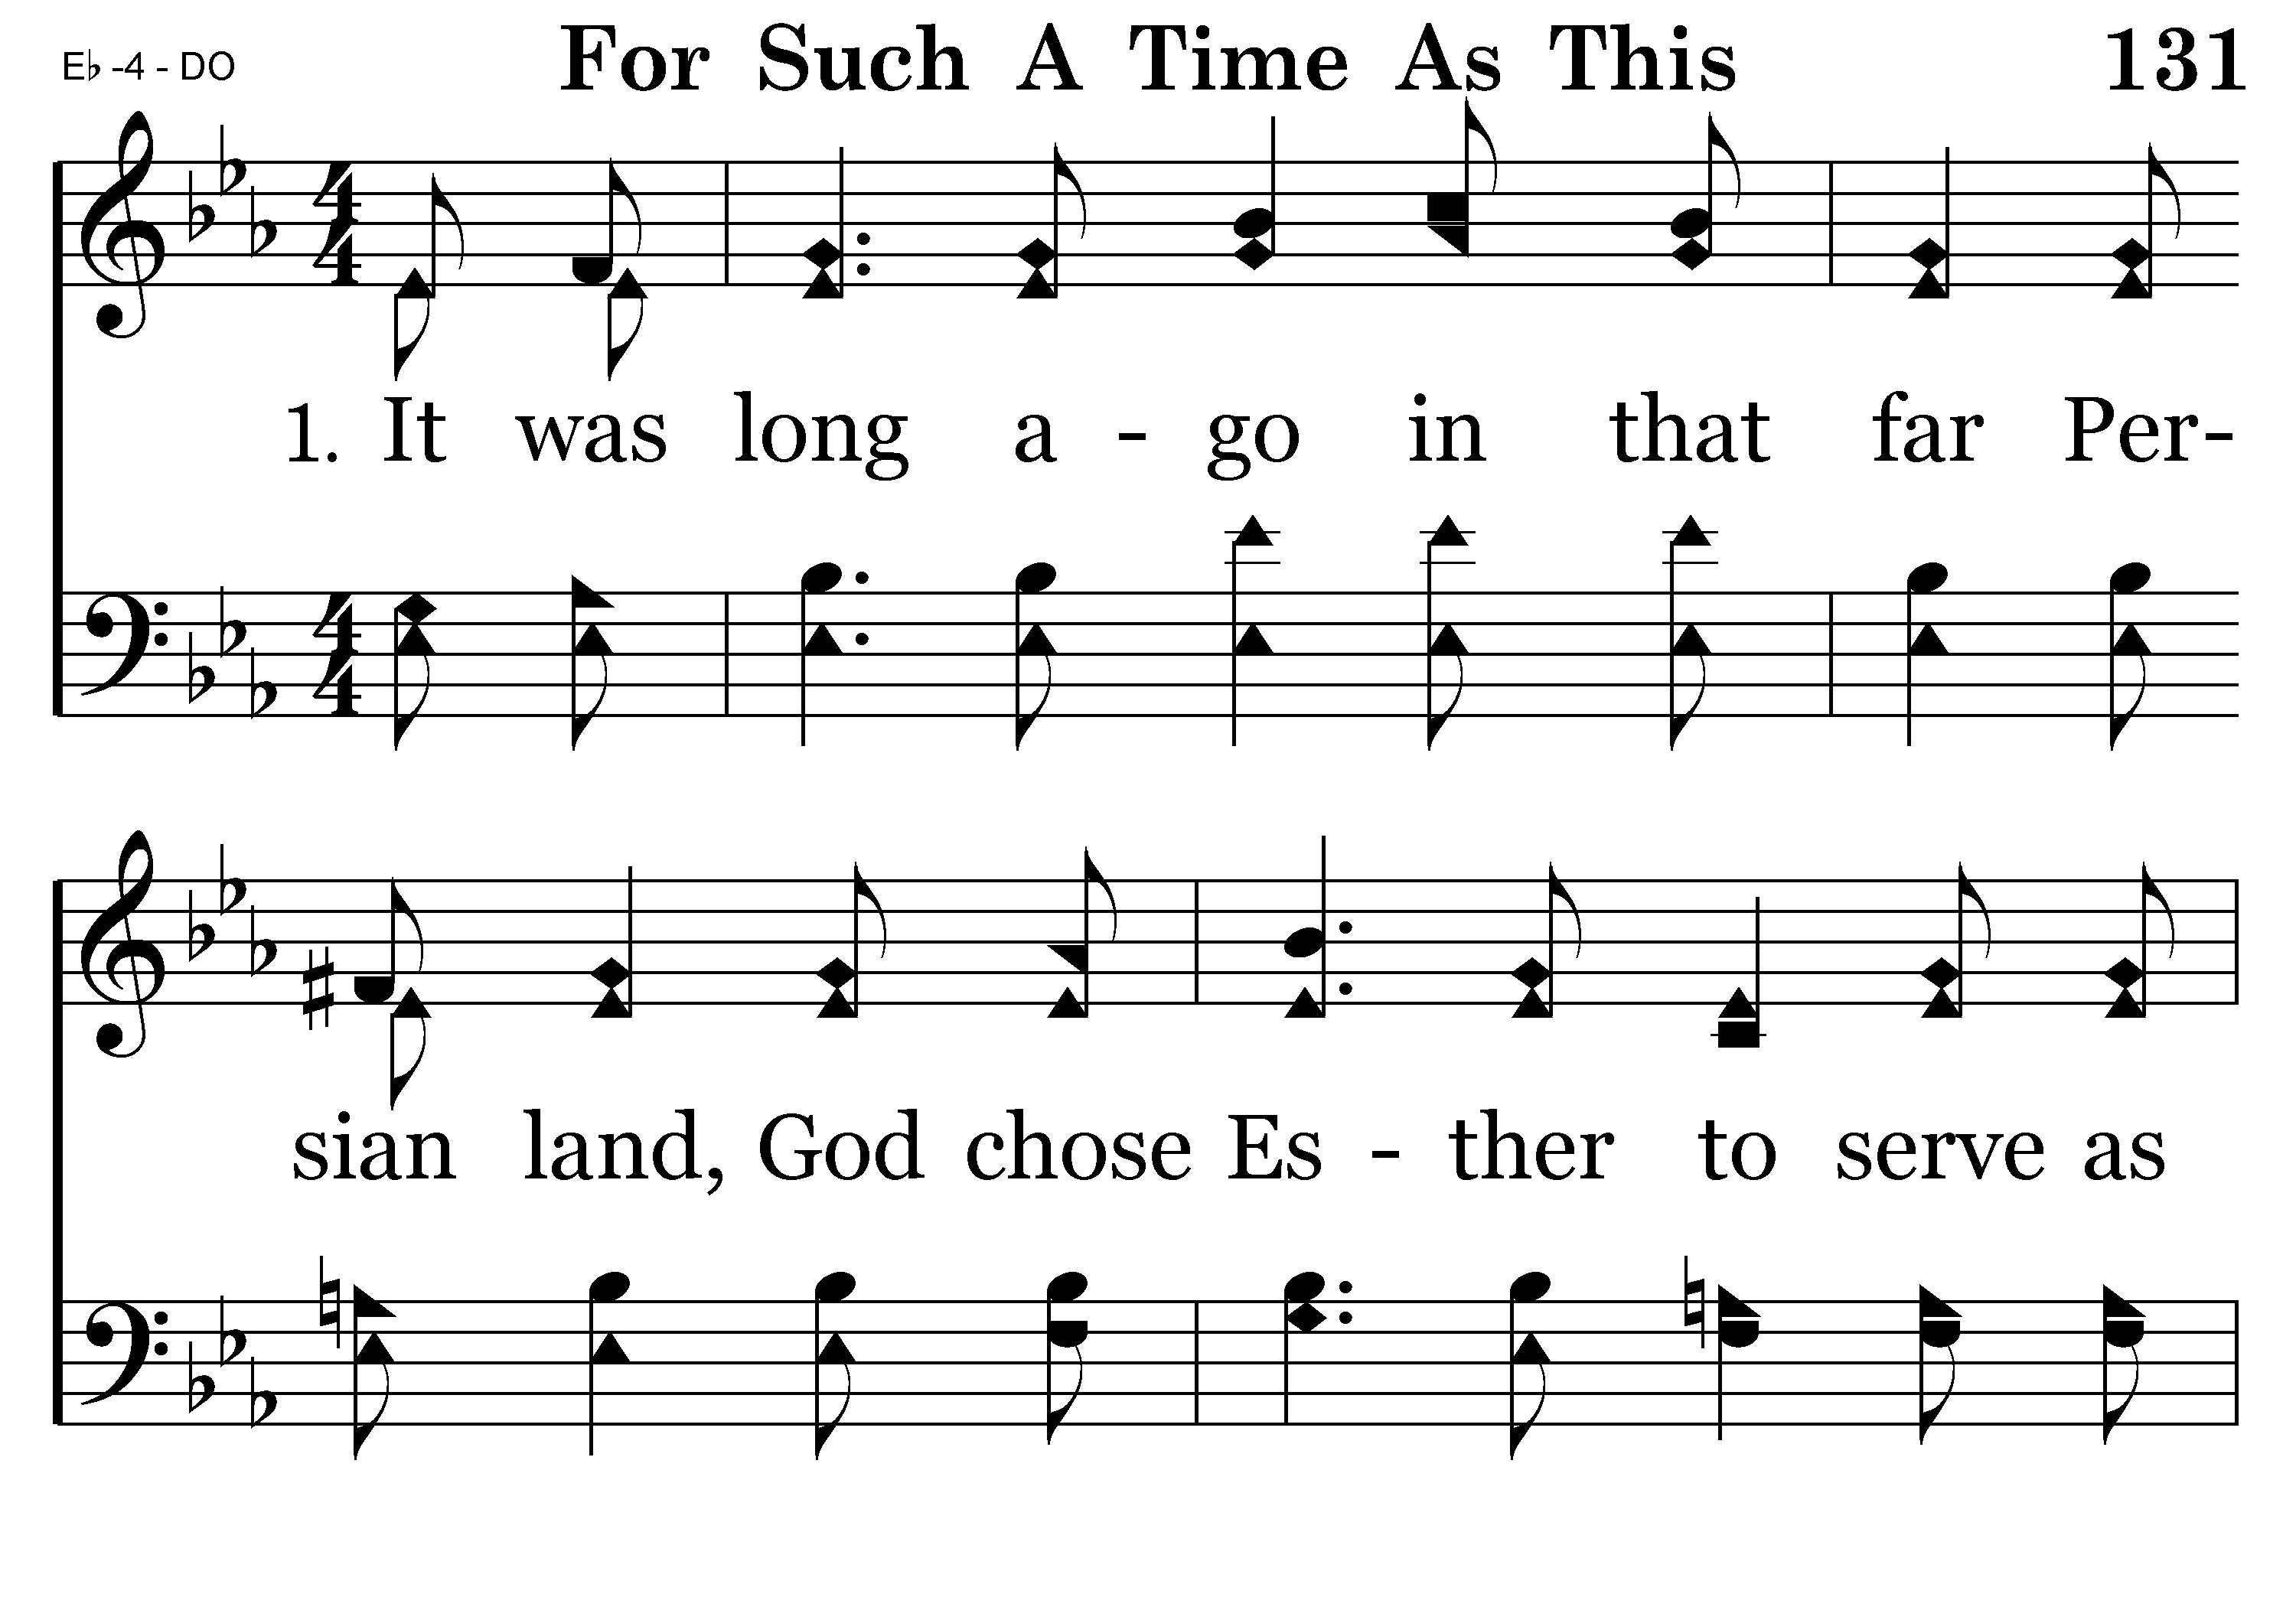 E♭ -4 - DO For Such A Time As This 131
1. It was long a - go in that far Per-
sian land, God chose Es - ther to serve as